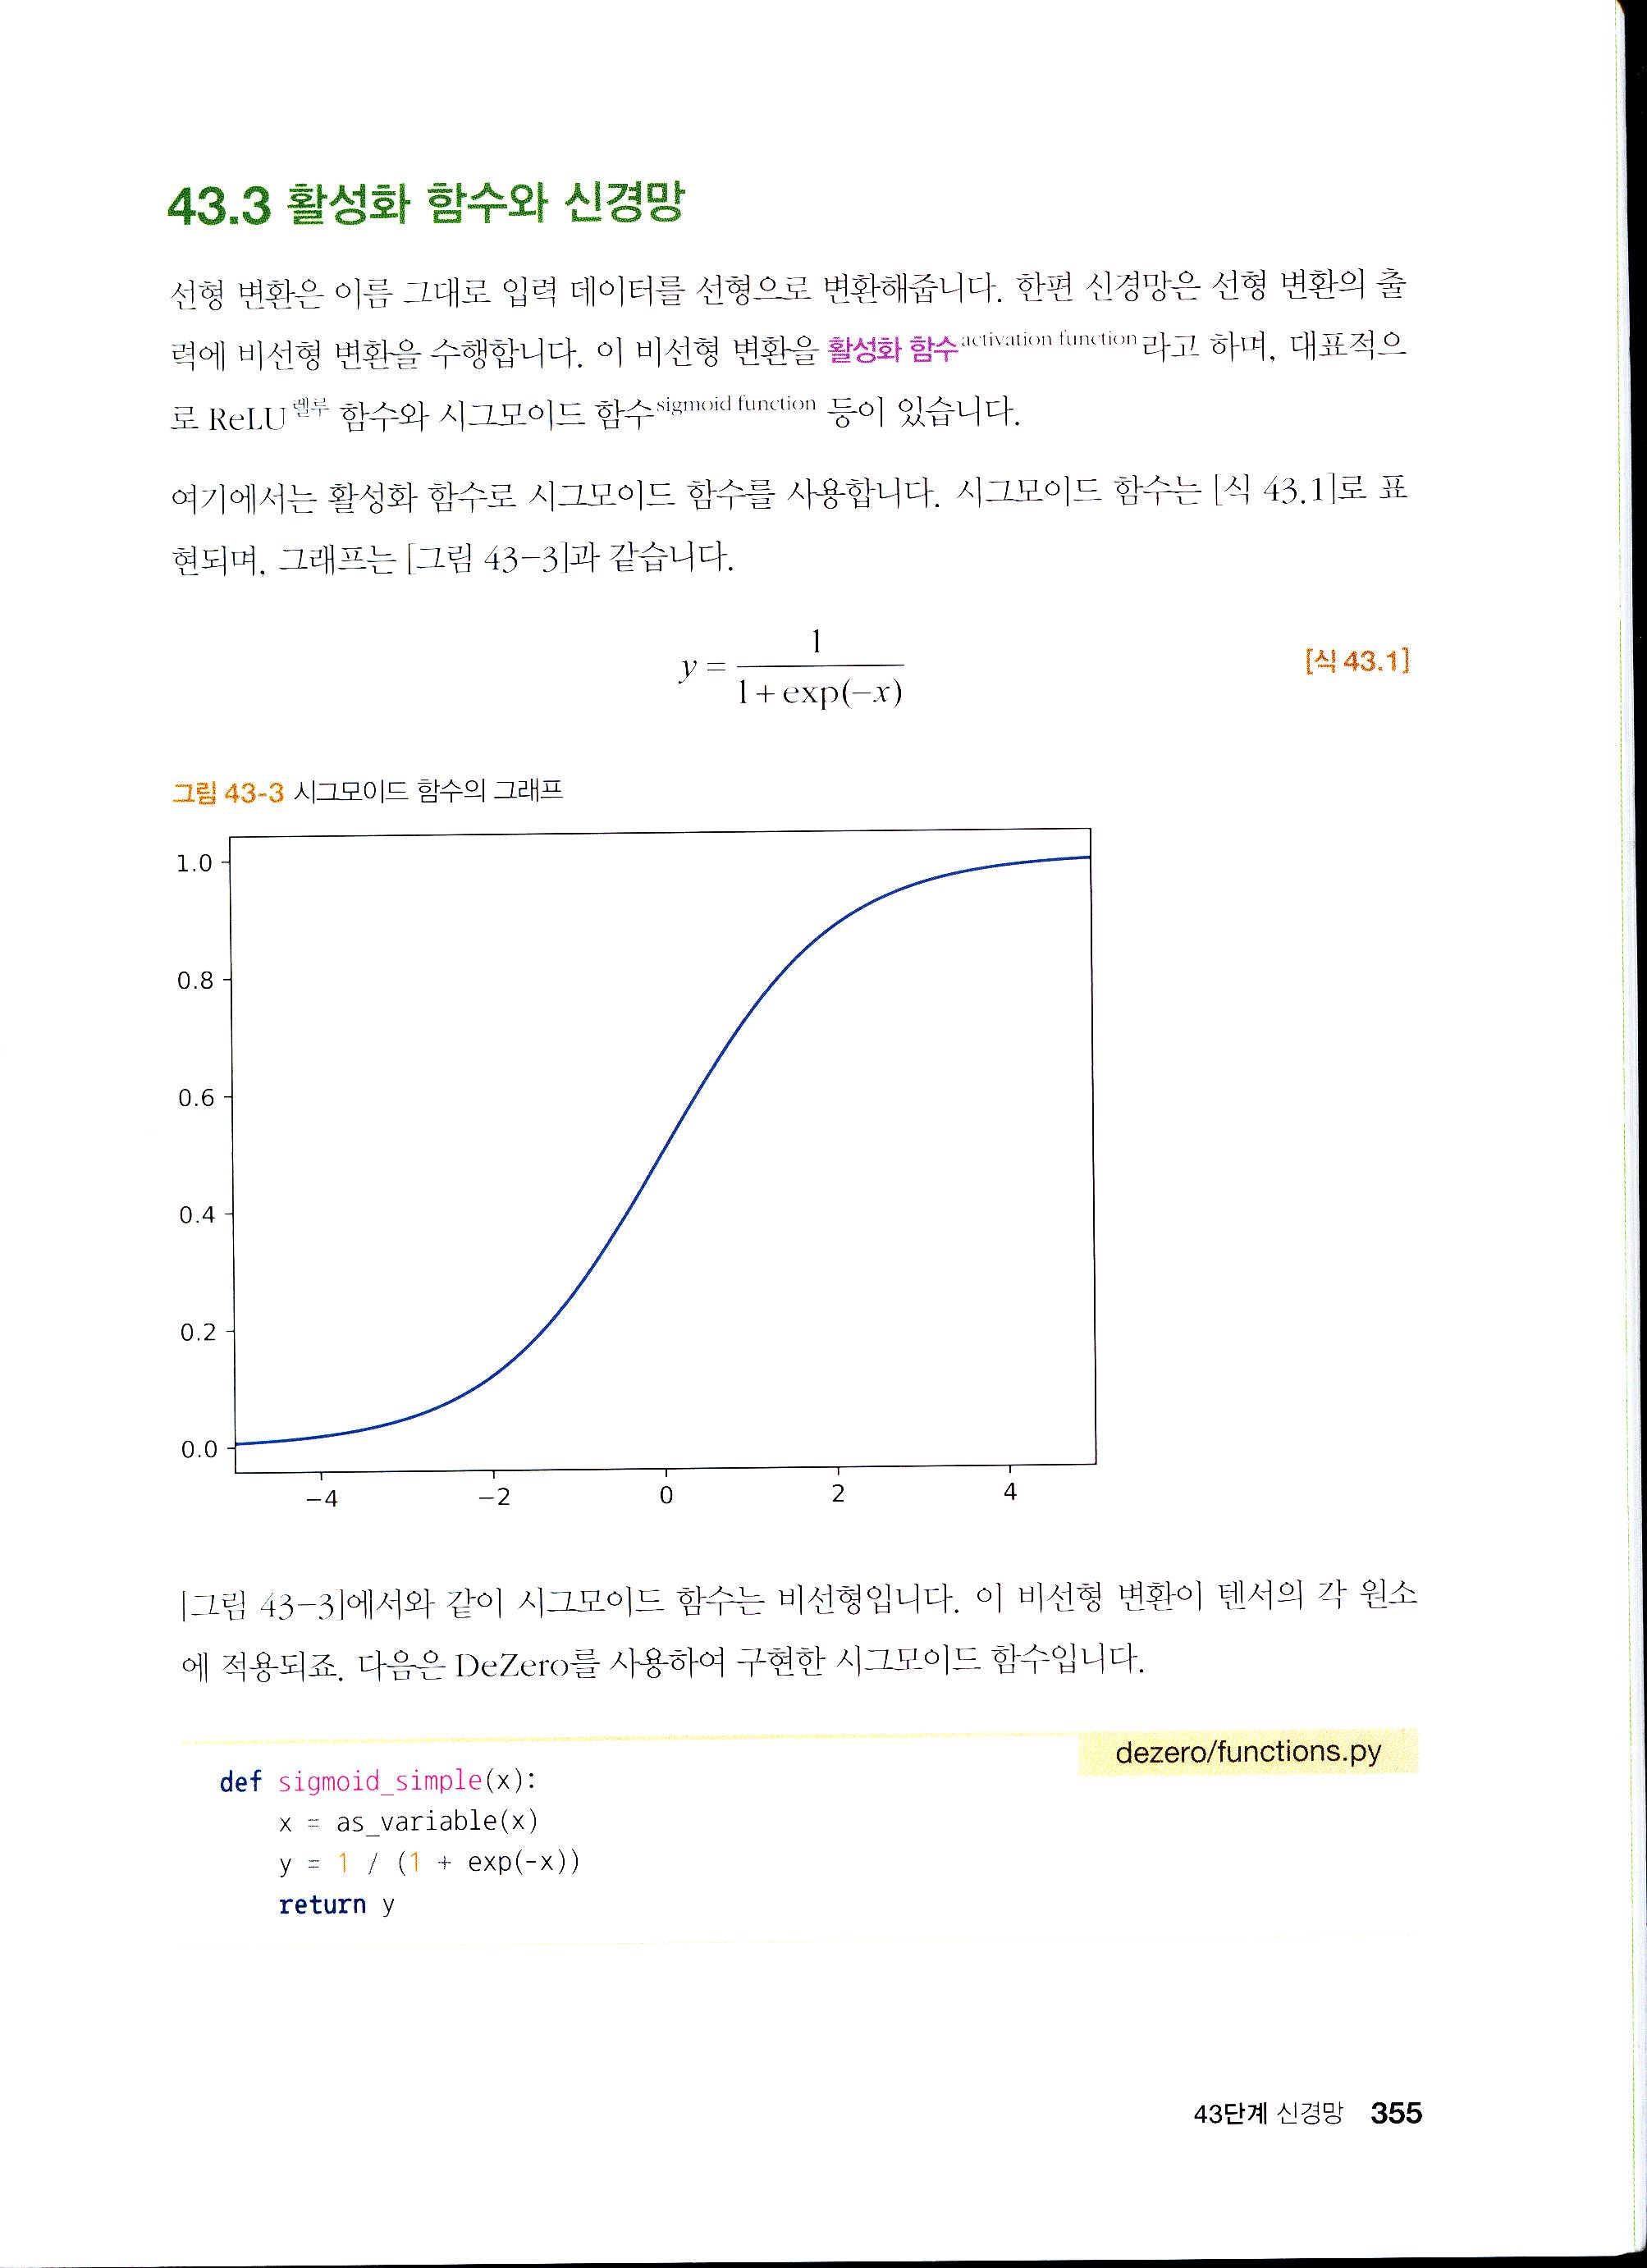 43.3 활성화 함수와 신경망
선형 변환은 이름 그대로 입력 데이터를 선형으로 변환해줍니다. 한편 신경망은 선형 변환의 출
력에 비선형 변환을 수행합니다. 이 비선형 변환을 활성화 함수activation function라고 하며, 대표적으
로 ReLU렐루 함수와 시그모이드 함수sigmoid function 등이 있습니다.
여기에서는 활성화 함수로 시그모이드 함수를 사용합니다. 시그모이드 함수는 [식 43.1]로 표
현되며, 그래프는 [그림 43-3]과 같습니다.
y = 1 / 1 + exp(−x) [식 43.1]
그림 43-3 시그모이드 함수의 그래프
1.0
0.8
0.6
0.4
0.2
0.0
−4 −2 0 2 4
[그림 43-3]에서와 같이 시그모이드 함수는 비선형입니다. 이 비선형 변환이 텐서의 각 원소
에 적용되죠. 다음은 DeZero를 사용하여 구현한 시그모이드 함수입니다.
dezero/functions.py
def sigmoid_simple(x):
    x = as_variable(x)
    y = 1 / (1 + exp(-x))
    return y
43단계 신경망 355